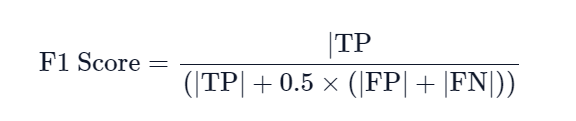 F1 Score = |TP / (|TP| + 0.5 × (|FP| + |FN|))